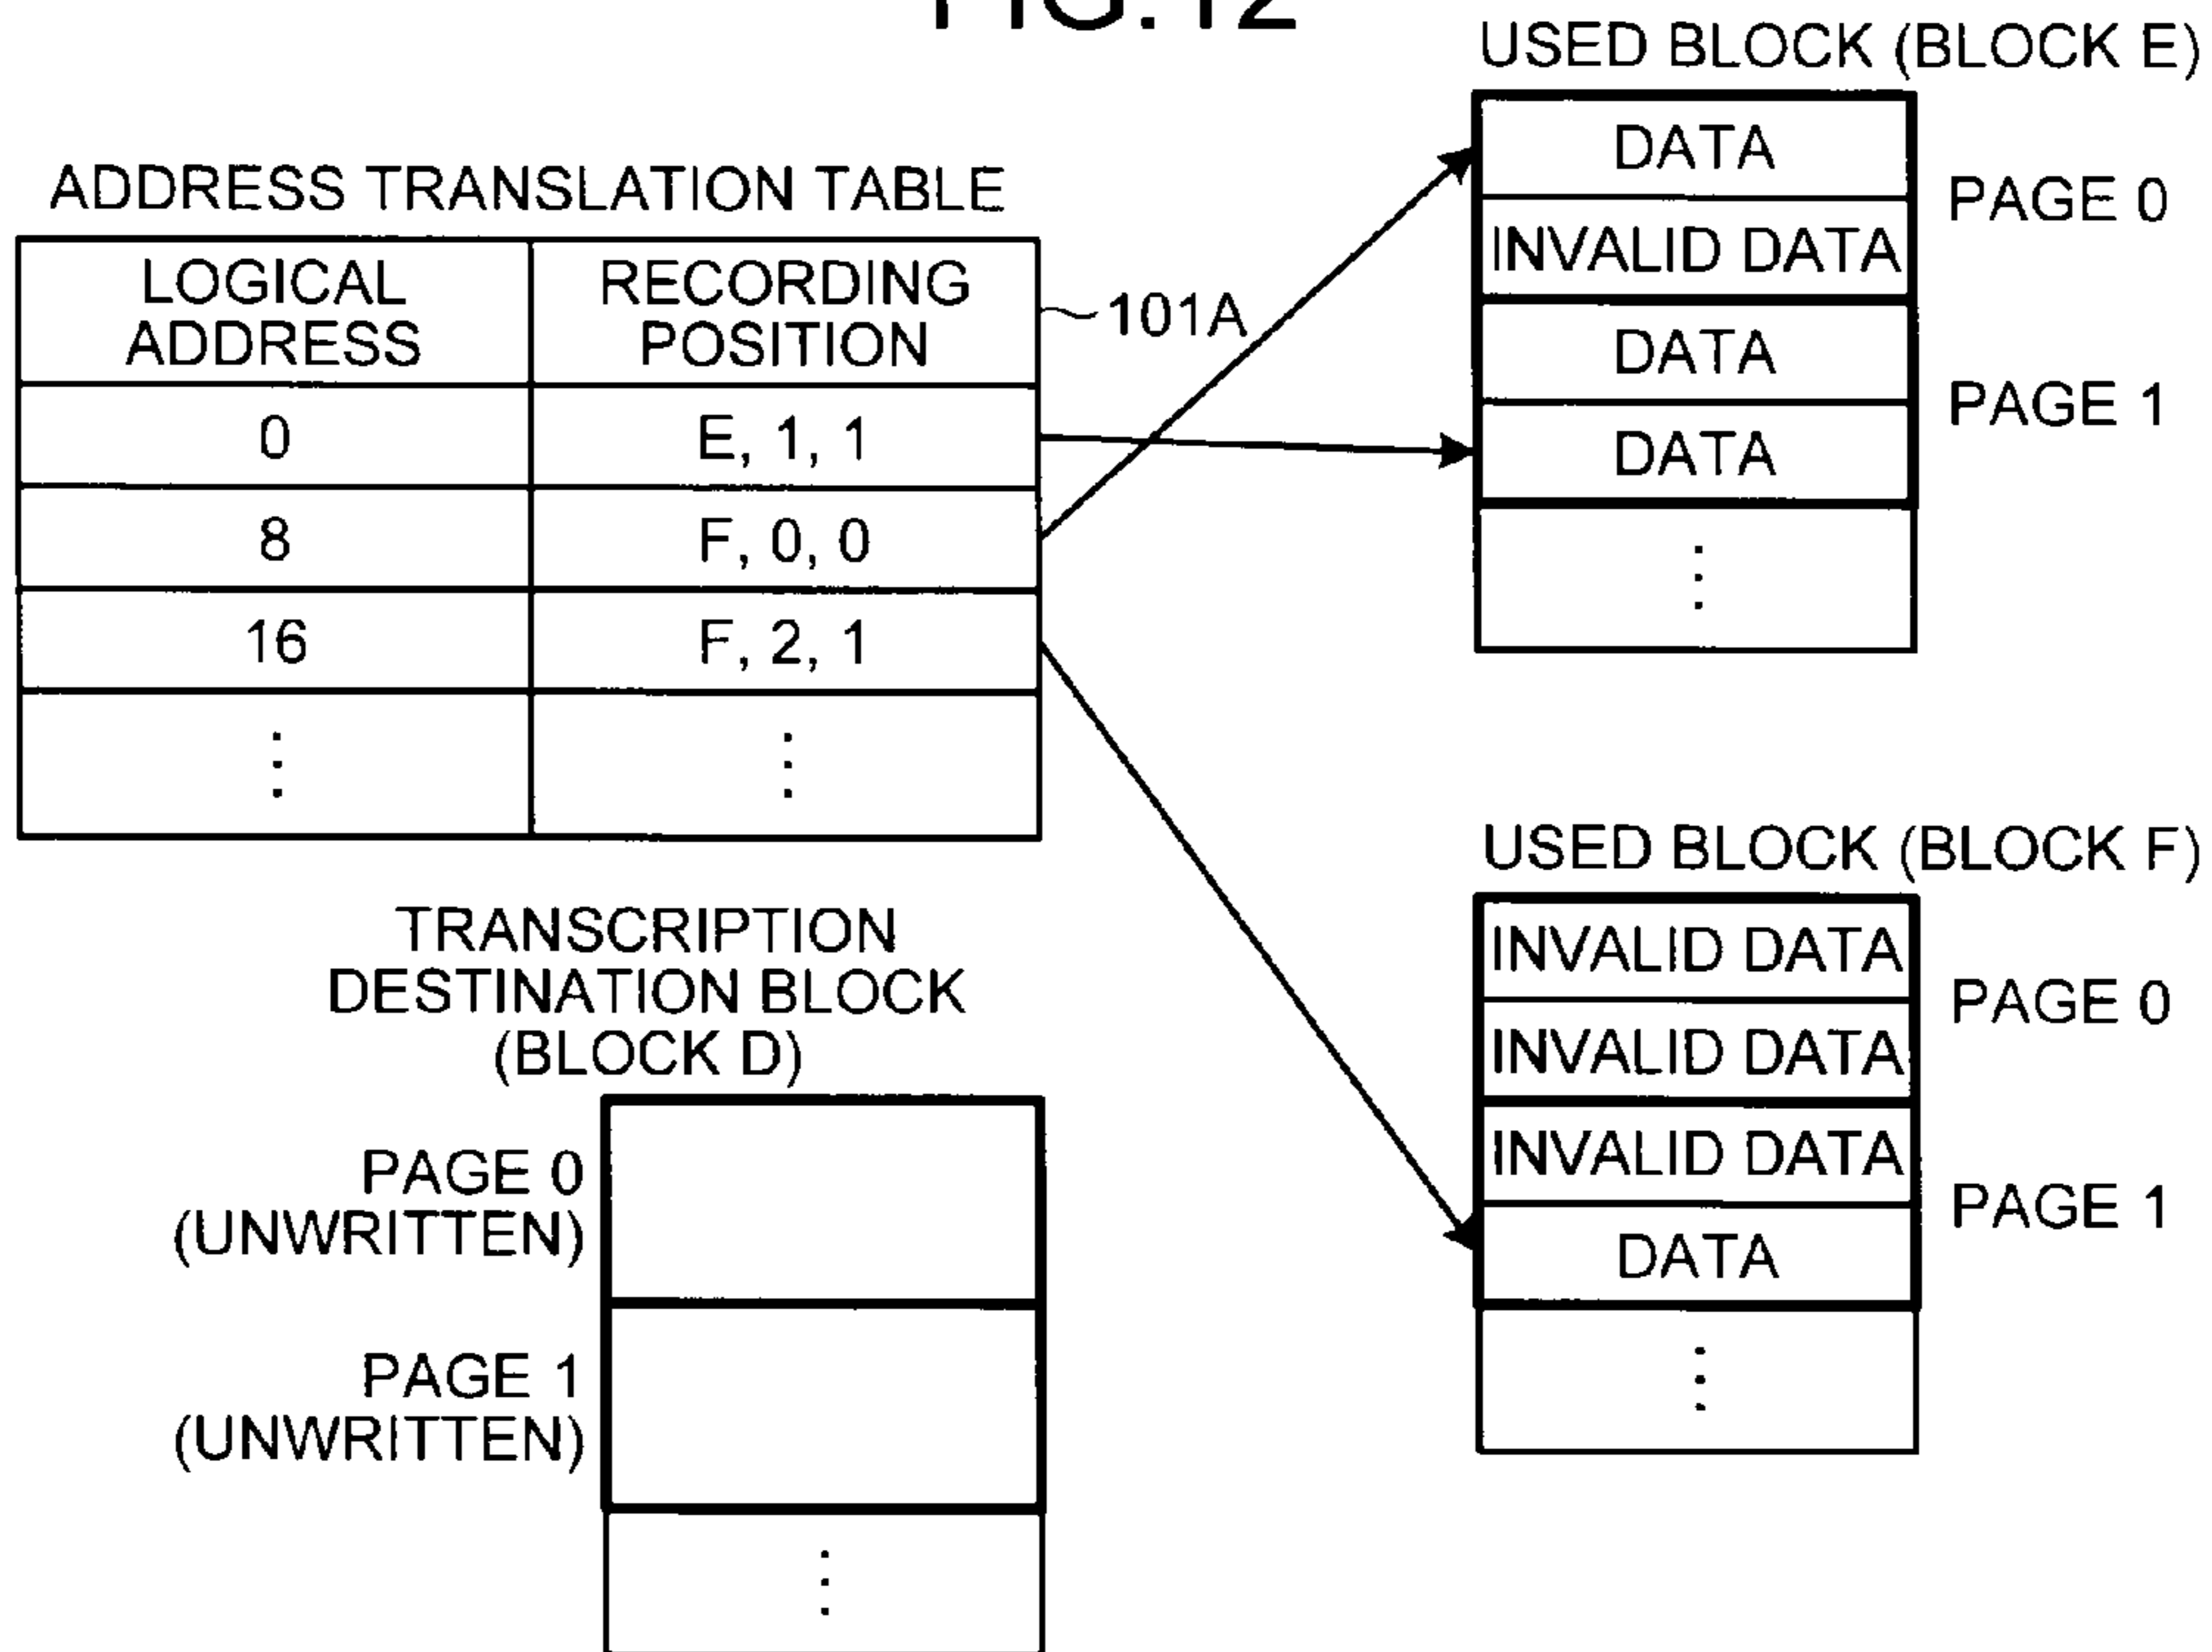 FIG.12
USED BLOCK (BLOCK E)
DATA
INVALID DATA
PAGE 0
DATA
DATA
PAGE 1
⋮
ADDRESS TRANSLATION TABLE
LOGICAL
ADDRESS
RECORDING
POSITION
101A
0
E, 1, 1
8
F, 0, 0
16
F, 2, 1
⋮
⋮
USED BLOCK (BLOCK F)
INVALID DATA
INVALID DATA
PAGE 0
INVALID DATA
DATA
PAGE 1
⋮
TRANSCRIPTION
DESTINATION BLOCK
(BLOCK D)
PAGE 0
(UNWRITTEN)
PAGE 1
(UNWRITTEN)
⋮